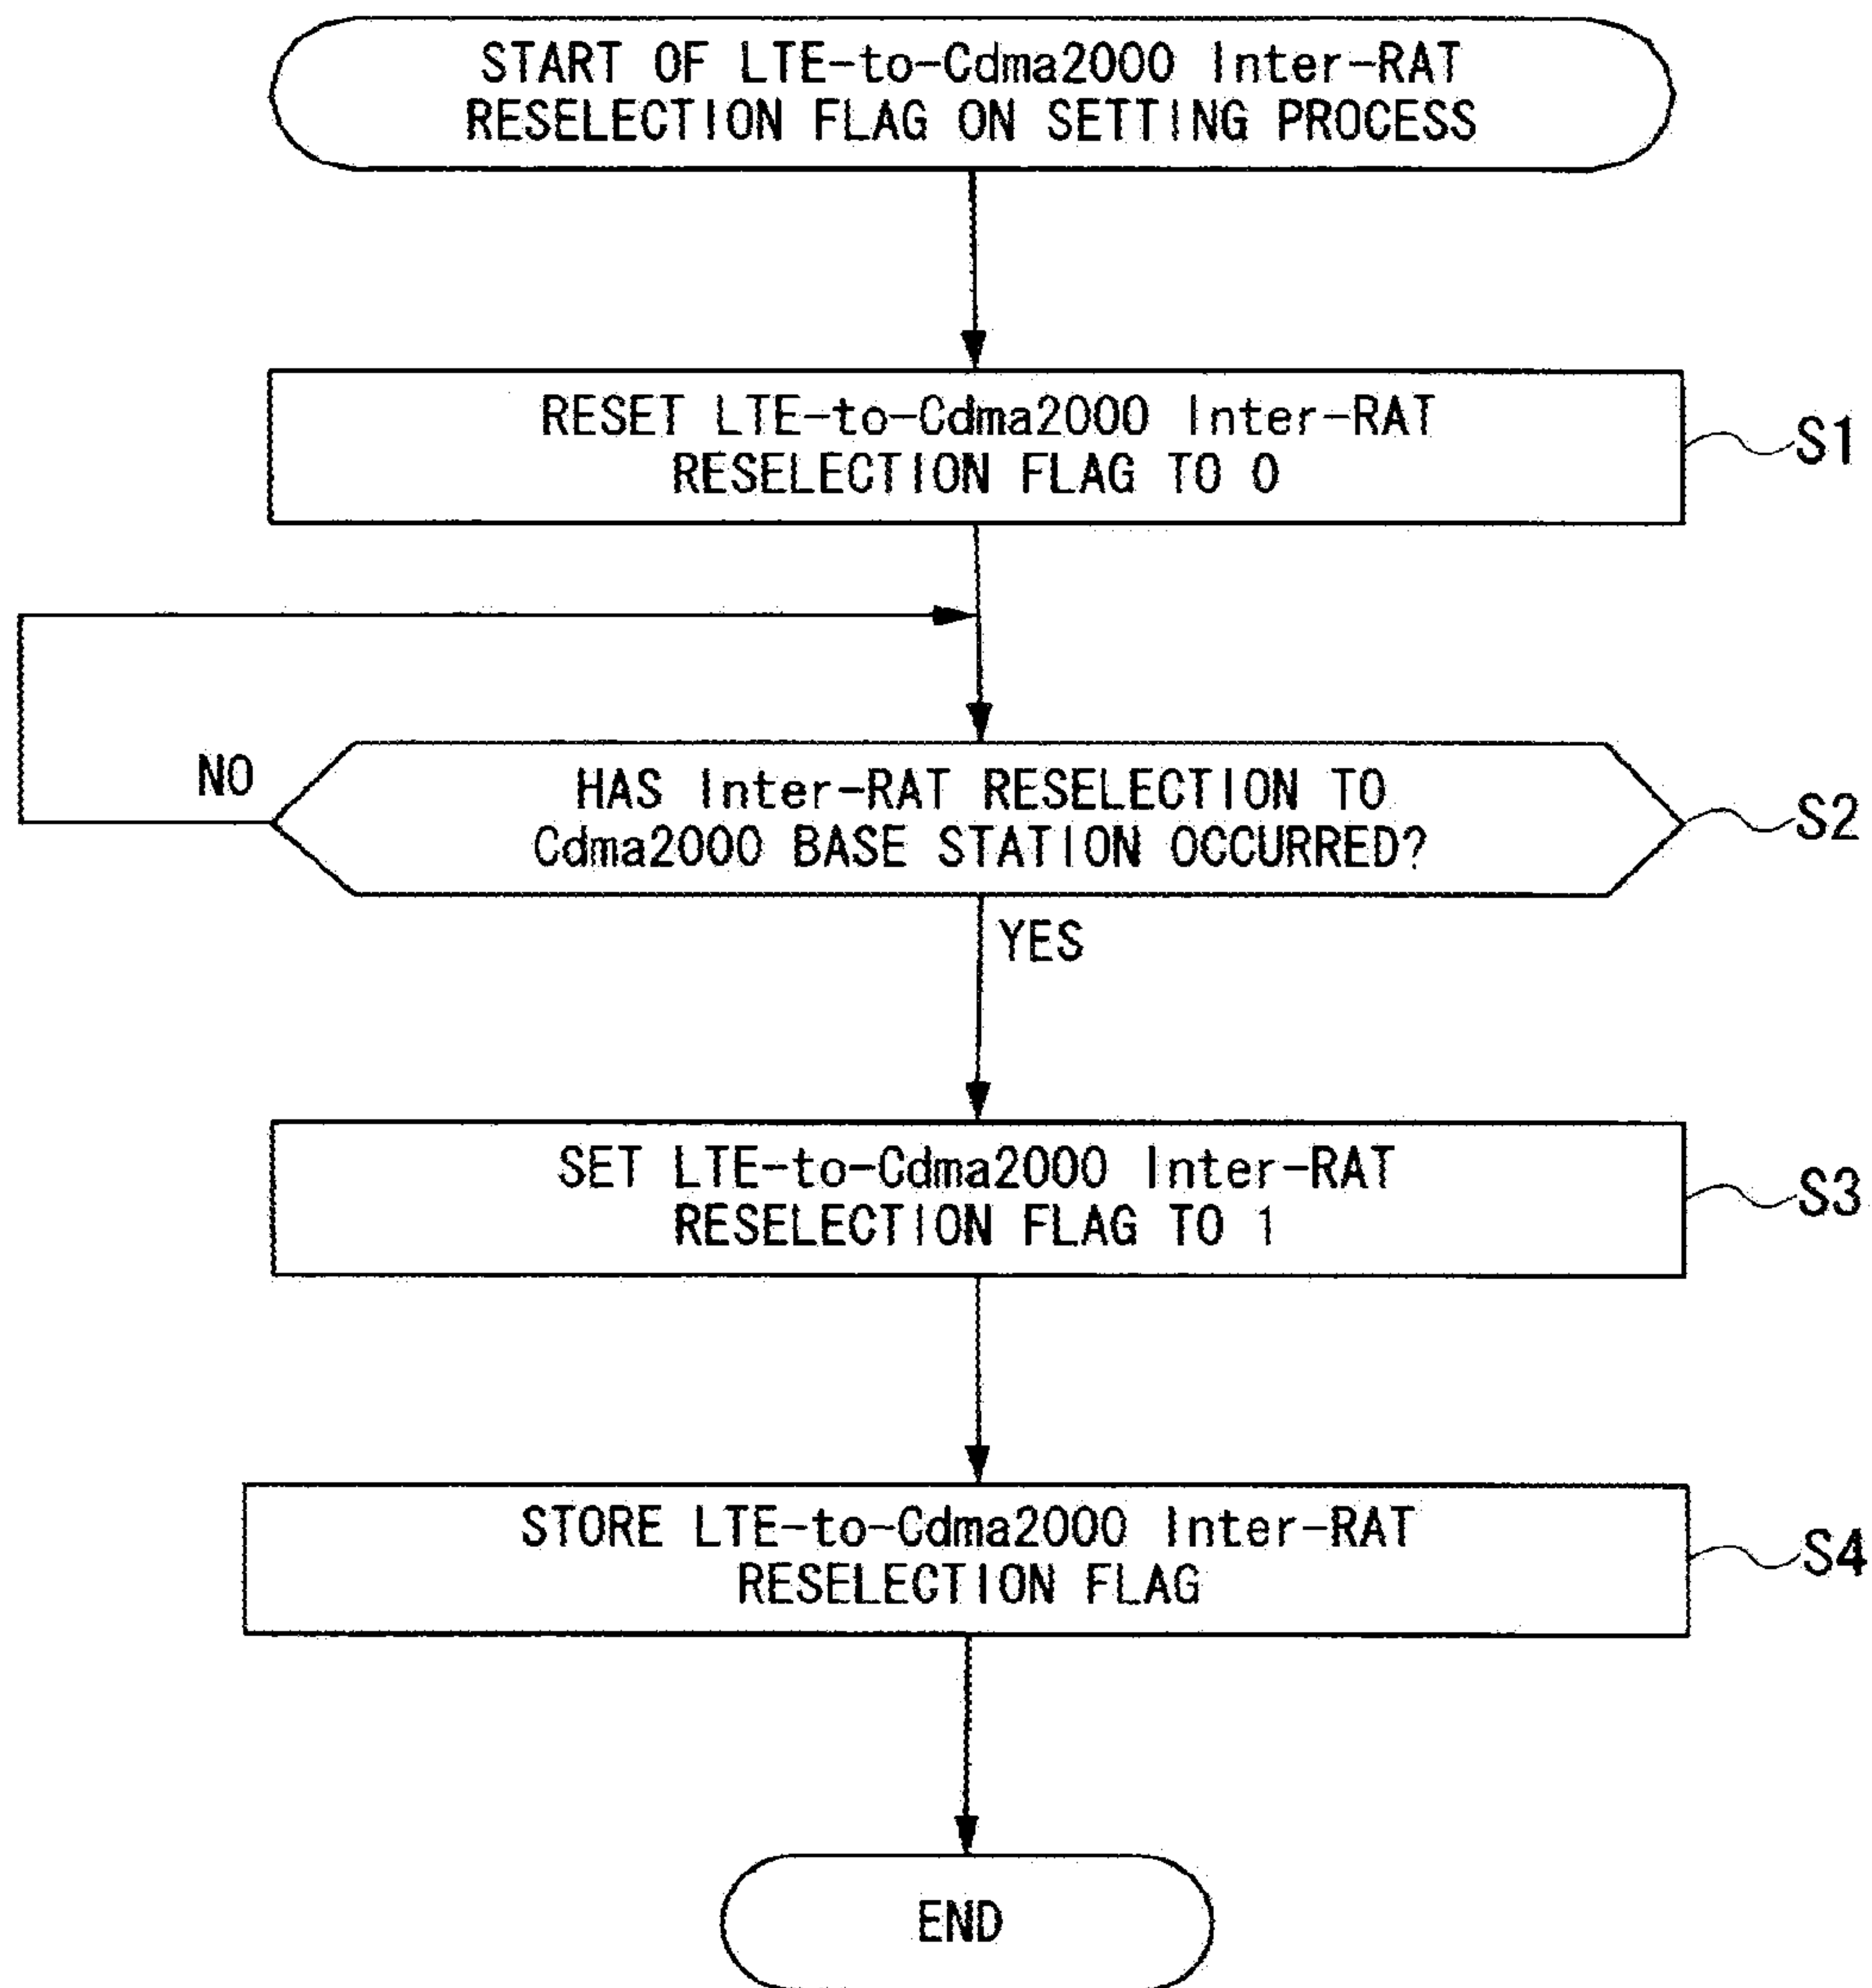 START OF LTE-to-Cdma2000 Inter-RAT
RESELECTION FLAG ON SETTING PROCESS
RESET LTE-to-Cdma2000 Inter-RAT
RESELECTION FLAG TO 0
S1
NO
HAS Inter-RAT RESELECTION TO
Cdma2000 BASE STATION OCCURRED?
S2
YES
SET LTE-to-Cdma2000 Inter-RAT
RESELECTION FLAG TO 1
S3
STORE LTE-to-Cdma2000 Inter-RAT
RESELECTION FLAG
S4
END